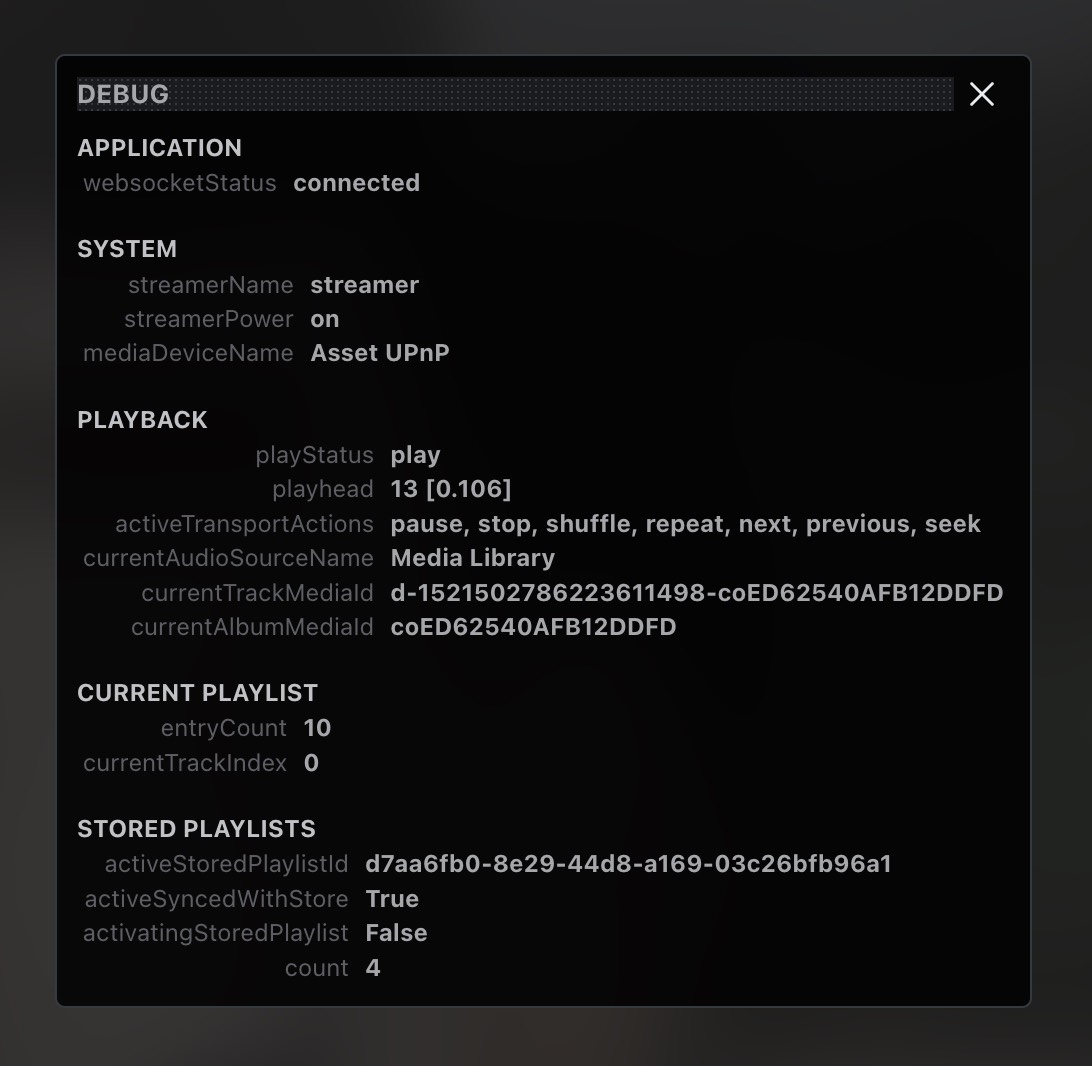 DEBUG
APPLICATION
websocketStatus connected
SYSTEM
streamerName streamer
streamerPower on
mediaDeviceName Asset UPnP
PLAYBACK
playStatus play
playhead 13 [0.106]
activeTransportActions pause, stop, shuffle, repeat, next, previous, seek
currentAudioSourceName Media Library
currentTrackMediaId d-1521502786223611498-coED62540AFB12DDFD
currentAlbumMediaId coED62540AFB12DDFD
CURRENT PLAYLIST
entryCount 10
currentTrackIndex 0
STORED PLAYLISTS
activeStoredPlaylistId d7aa6fb0-8e29-44d8-a169-03c26bfb96a1
activeSyncedWithStore True
activatingStoredPlaylist False
count 4